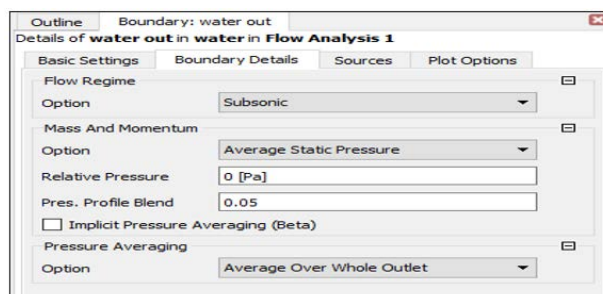 Outline Boundary: water out
Details of water out in water in Flow Analysis 1
Basic Settings Boundary Details Sources Plot Options
Flow Regime
Option Subsonic
Mass And Momentum
Option Average Static Pressure
Relative Pressure 0 [Pa]
Pres. Profile Blend 0.05
Implicit Pressure Averaging (Beta)
Pressure Averaging
Option Average Over Whole Outlet